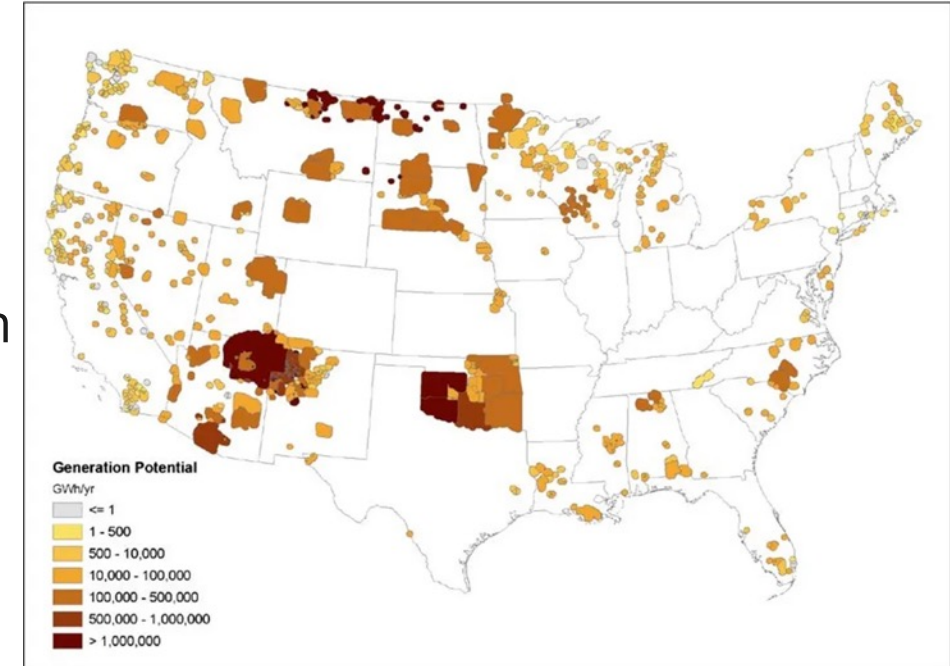 n
Generation Potential
GWh/yr
<= 1
1 - 500
500 - 10,000
10,000 - 100,000
100,000 - 500,000
500,000 - 1,000,000
> 1,000,000